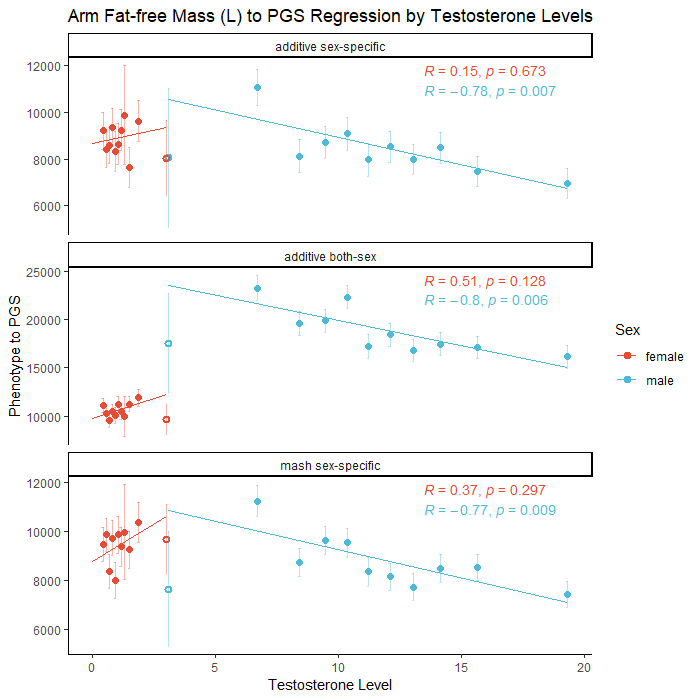 Arm Fat-free Mass (L) to PGS Regression by Testosterone Levels
additive sex-specific
12000
10000
8000
6000
R = 0.15, p = 0.673
R = −0.78, p = 0.007
additive both-sex
25000
20000
15000
10000
R = 0.51, p = 0.128
R = −0.8, p = 0.006
mash sex-specific
12000
10000
8000
6000
R = 0.37, p = 0.297
R = −0.77, p = 0.009
0 5 10 15 20
Testosterone Level
Phenotype to PGS
Sex
female
male